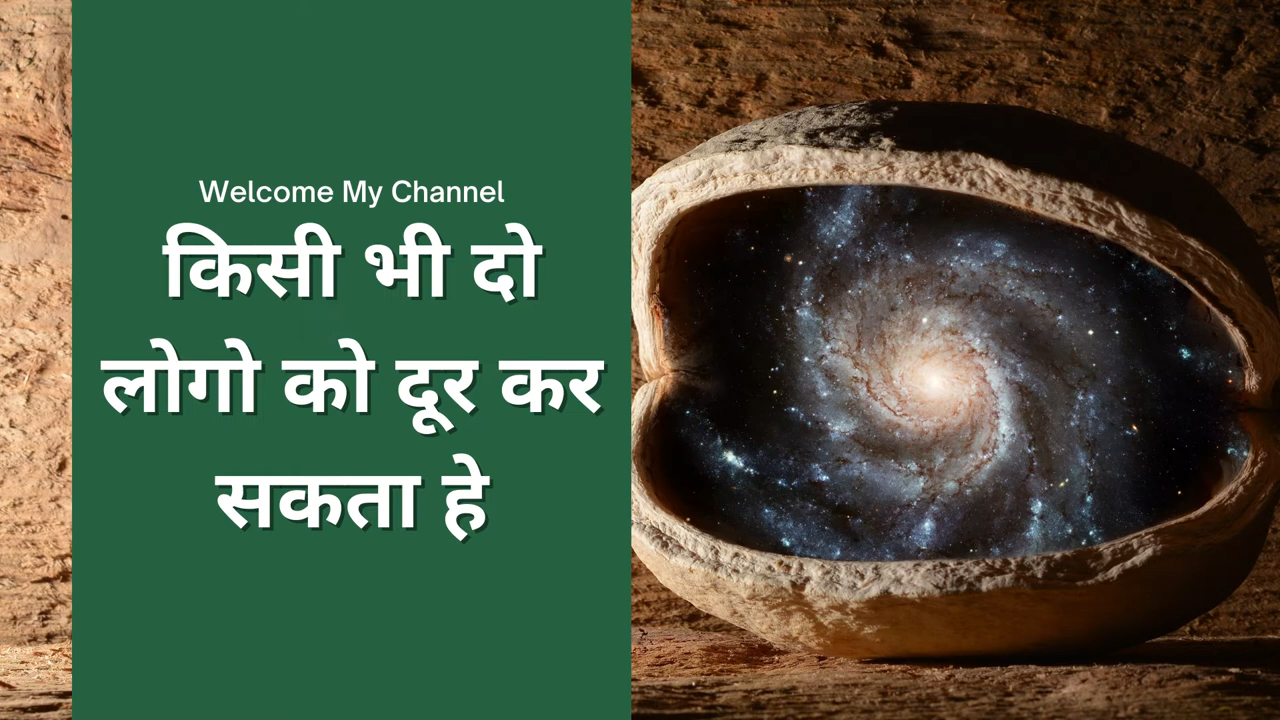 Welcome My Channel
किसी भी दो
लोगो को दूर कर
सकता हे